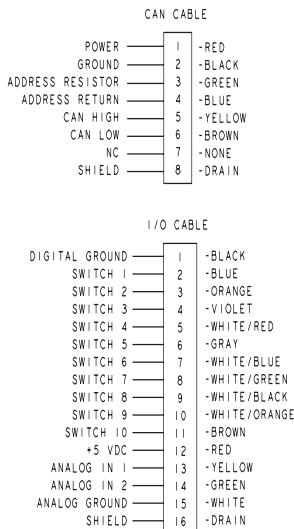 CAN CABLE
POWER 1 -RED
GROUND 2 -BLACK
ADDRESS RESISTOR 3 -GREEN
ADDRESS RETURN 4 -BLUE
CAN HIGH 5 -YELLOW
CAN LOW 6 -BROWN
NC 7 -NONE
SHIELD 8 -DRAIN
I/O CABLE
DIGITAL GROUND 1 -BLACK
SWITCH 1 2 -BLUE
SWITCH 2 3 -ORANGE
SWITCH 3 4 -VIOLET
SWITCH 4 5 -WHITE/RED
SWITCH 5 6 -GRAY
SWITCH 6 7 -WHITE/BLUE
SWITCH 7 8 -WHITE/GREEN
SWITCH 8 9 -WHITE/BLACK
SWITCH 9 10 -WHITE/ORANGE
SWITCH 10 11 -BROWN
+5 VDC 12 -RED
ANALOG IN 1 13 -YELLOW
ANALOG IN 2 14 -GREEN
ANALOG GROUND 15 -WHITE
SHIELD 16 -DRAIN